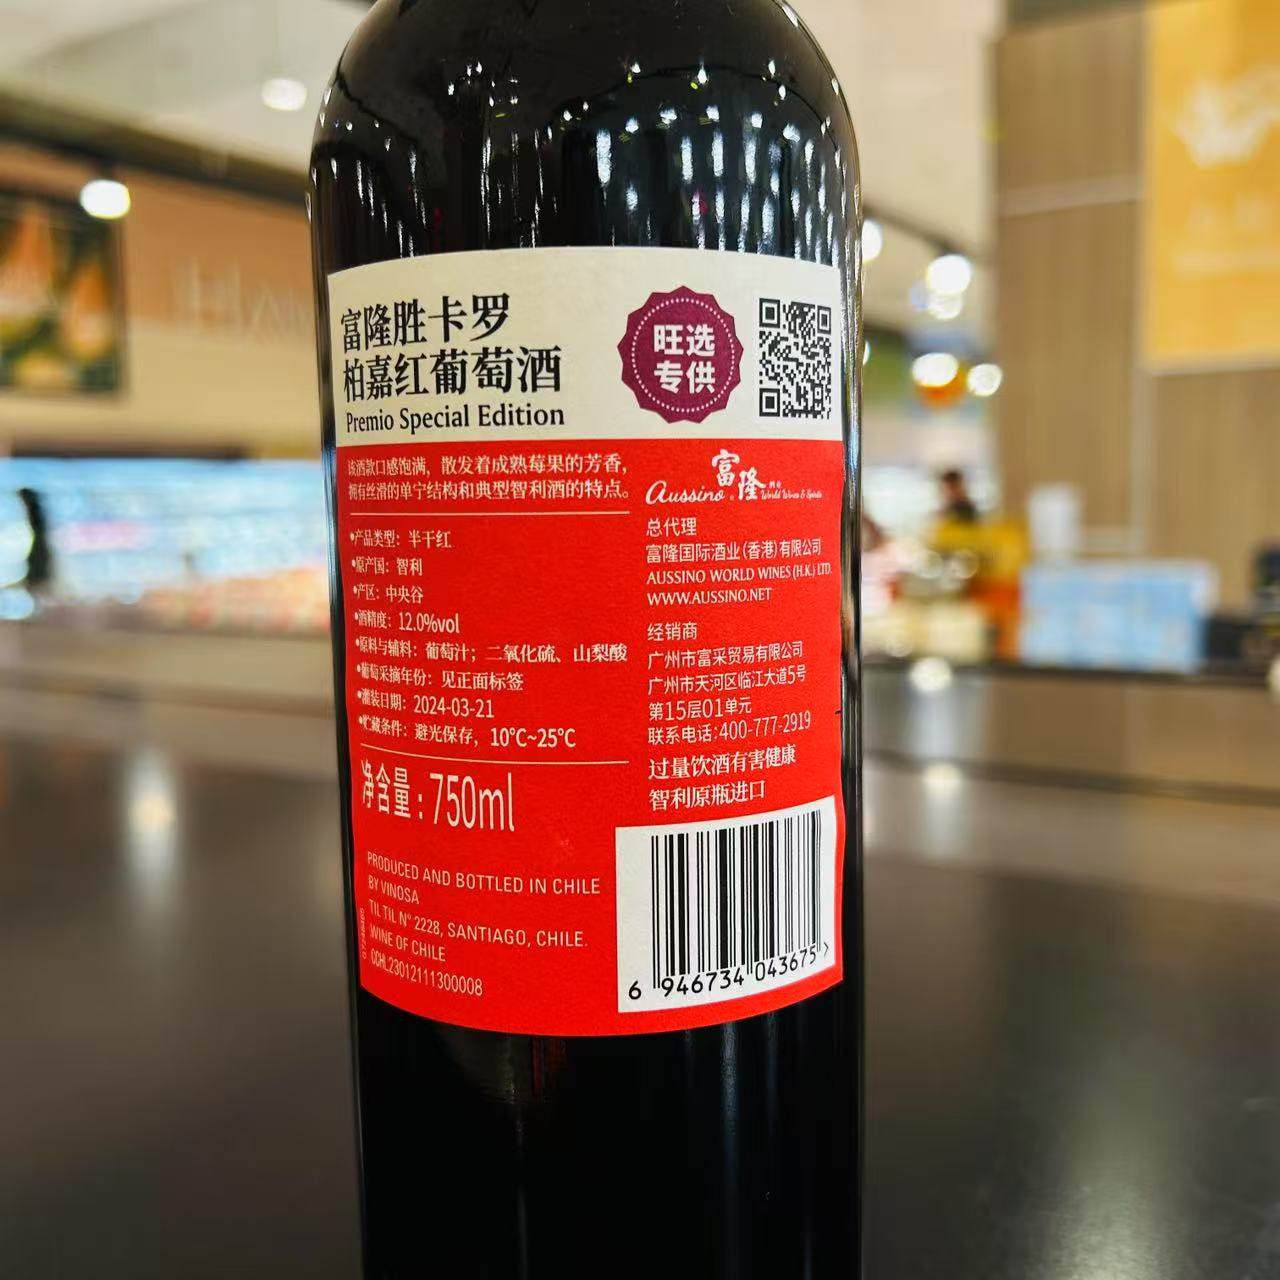 富隆胜卡罗
柏嘉红葡萄酒
Premio Special Edition
旺选
专供
该酒款口感饱满，散发着成熟莓果的芳香，
拥有丝滑的单宁结构和典型智利酒的特点。
•产品类型：半干红
•原产国：智利
•产区：中央谷
•酒精度：12.0%vol
•原料与辅料：葡萄汁；二氧化硫、山梨酸
•葡萄采摘年份：见正面标签
•灌装日期：2024-03-21
•贮藏条件：避光保存，10°C~25°C
净含量：750ml
PRODUCED AND BOTTLED IN CHILE
BY VINOSA
TIL TIL N° 2228, SANTIAGO, CHILE.
WINE OF CHILE
CCHL23012111300008
富隆
Aussino World Wines & Spirits
总代理
富隆国际酒业（香港）有限公司
AUSSINO WORLD WINES (H.K.) LTD.
WWW.AUSSINO.NET
经销商
广州市富采贸易有限公司
广州市天河区临江大道5号
第15层01单元
联系电话：400-777-2919
过量饮酒有害健康
智利原瓶进口
6 946734 043675 >